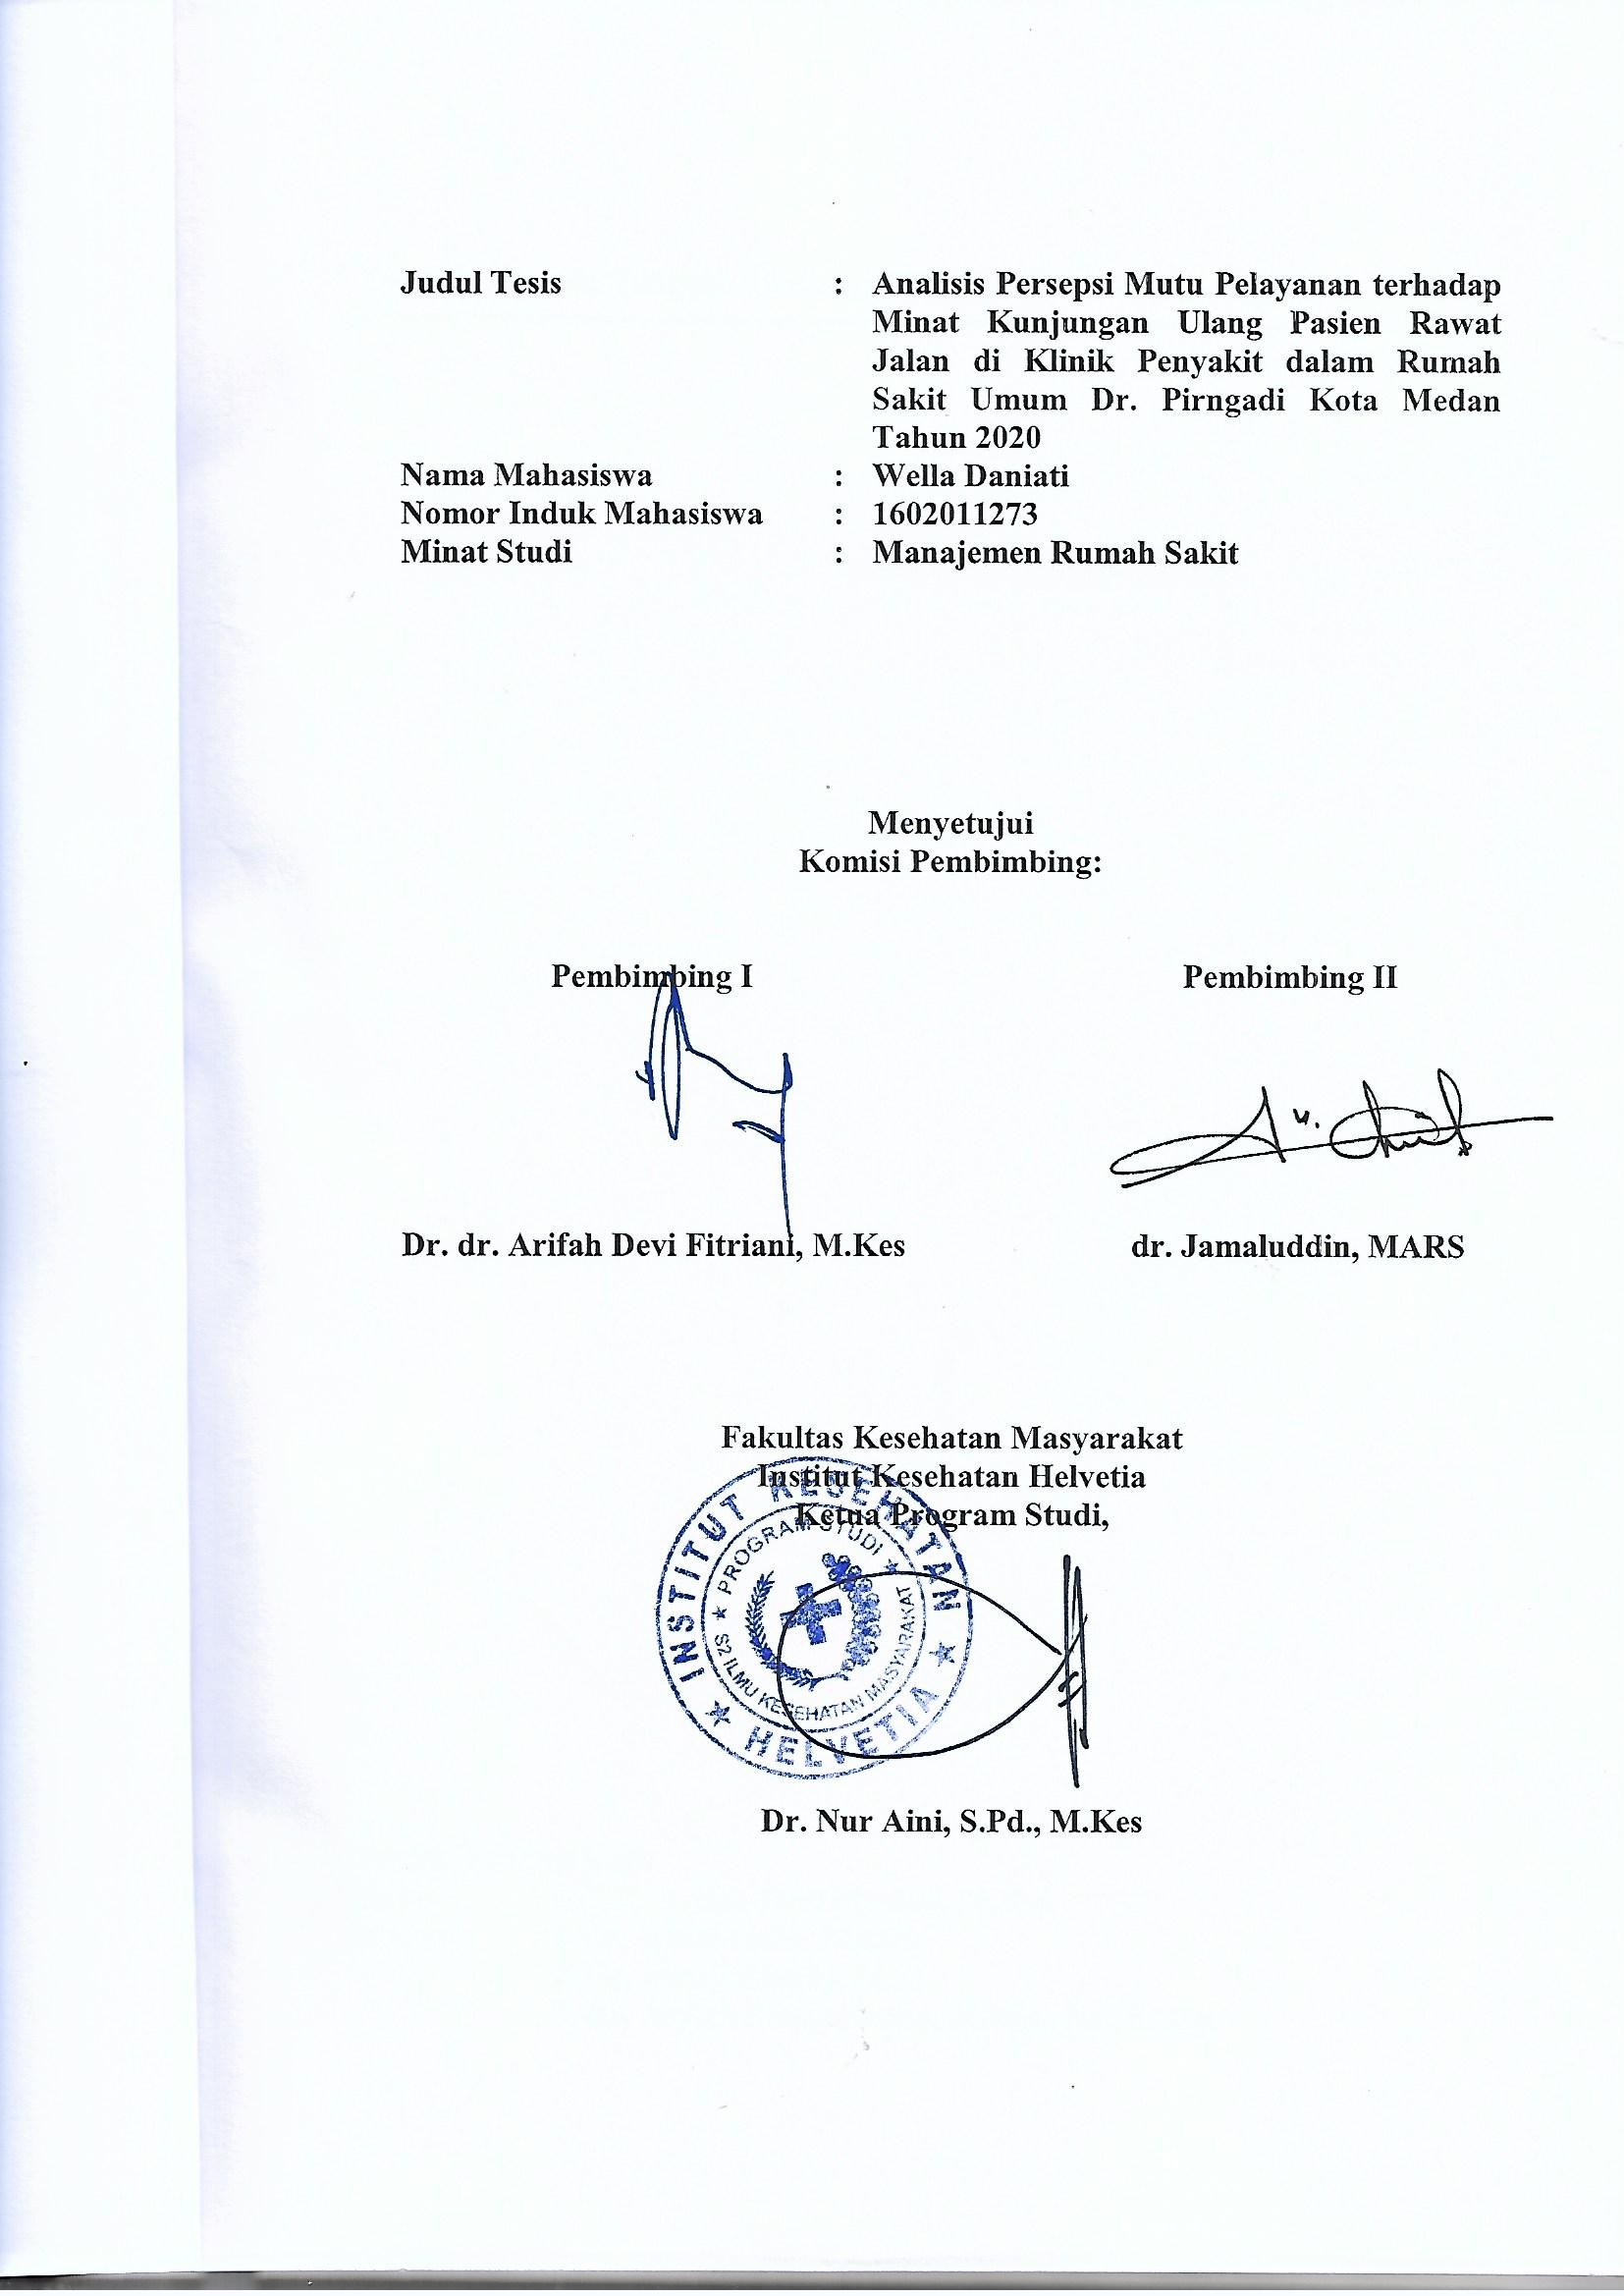 Judul Tesis : Analisis Persepsi Mutu Pelayanan terhadap
Minat Kunjungan Ulang Pasien Rawat
Jalan di Klinik Penyakit dalam Rumah
Sakit Umum Dr. Pirngadi Kota Medan
Tahun 2020
Nama Mahasiswa : Wella Daniati
Nomor Induk Mahasiswa : 1602011273
Minat Studi : Manajemen Rumah Sakit
Menyetujui
Komisi Pembimbing:
Pembimbing I Pembimbing II
Dr. dr. Arifah Devi Fitriani, M.Kes dr. Jamaluddin, MARS
Fakultas Kesehatan Masyarakat
Institut Kesehatan Helvetia
Ketua Program Studi,
INSTITUT KESEHATAN
HELVETIA
PROGRAM STUDI
S2 ILMU KESEHATAN MASYARAKAT
Dr. Nur Aini, S.Pd., M.Kes